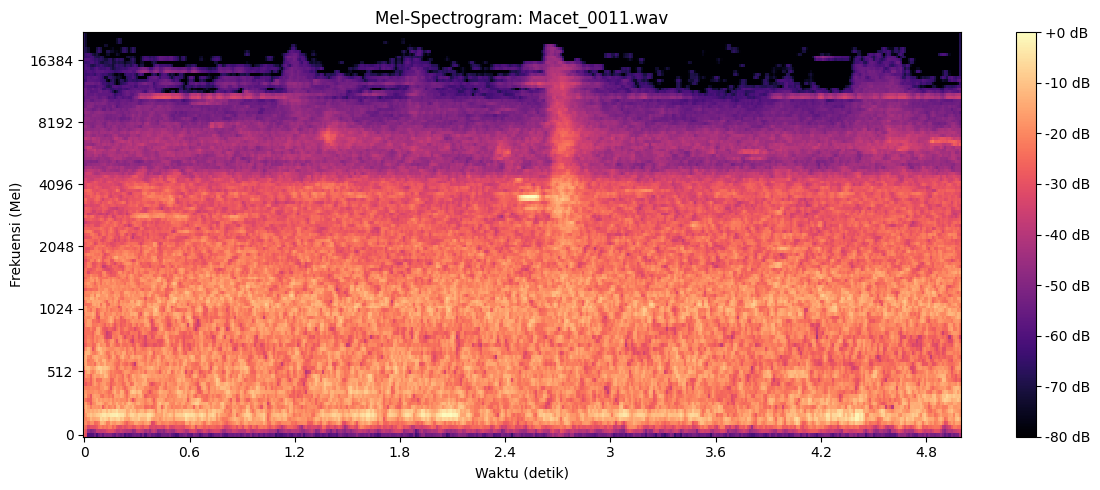 Mel-Spectrogram: Macet_0011.wav
Frekuensi (Mel)
16384
8192
4096
2048
1024
512
0
0 0.6 1.2 1.8 2.4 3 3.6 4.2 4.8
Waktu (detik)
+0 dB
-10 dB
-20 dB
-30 dB
-40 dB
-50 dB
-60 dB
-70 dB
-80 dB